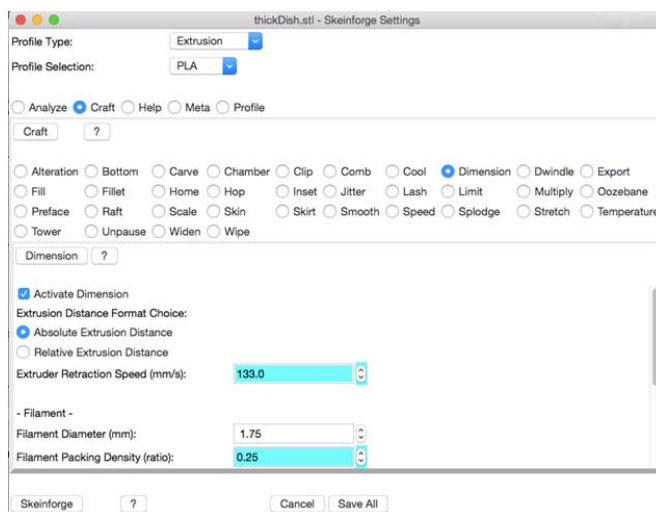 thickDish.stl - Skeinforge Settings
Profile Type: Extrusion
Profile Selection: PLA
Analyze Craft Help Meta Profile
Craft ?
Alteration Bottom Carve Chamber Clip Comb Cool Dimension Dwindle Export
Fill Fillet Home Hop Inset Jitter Lash Limit Multiply Oozebane
Preface Raft Scale Skin Skirt Smooth Speed Splodge Stretch Temperature
Tower Unpause Widen Wipe
Dimension ?
Activate Dimension
Extrusion Distance Format Choice:
Absolute Extrusion Distance
Relative Extrusion Distance
Extruder Retraction Speed (mm/s): 133.0
- Filament -
Filament Diameter (mm): 1.75
Filament Packing Density (ratio): 0.25
Skeinforge ? Cancel Save All